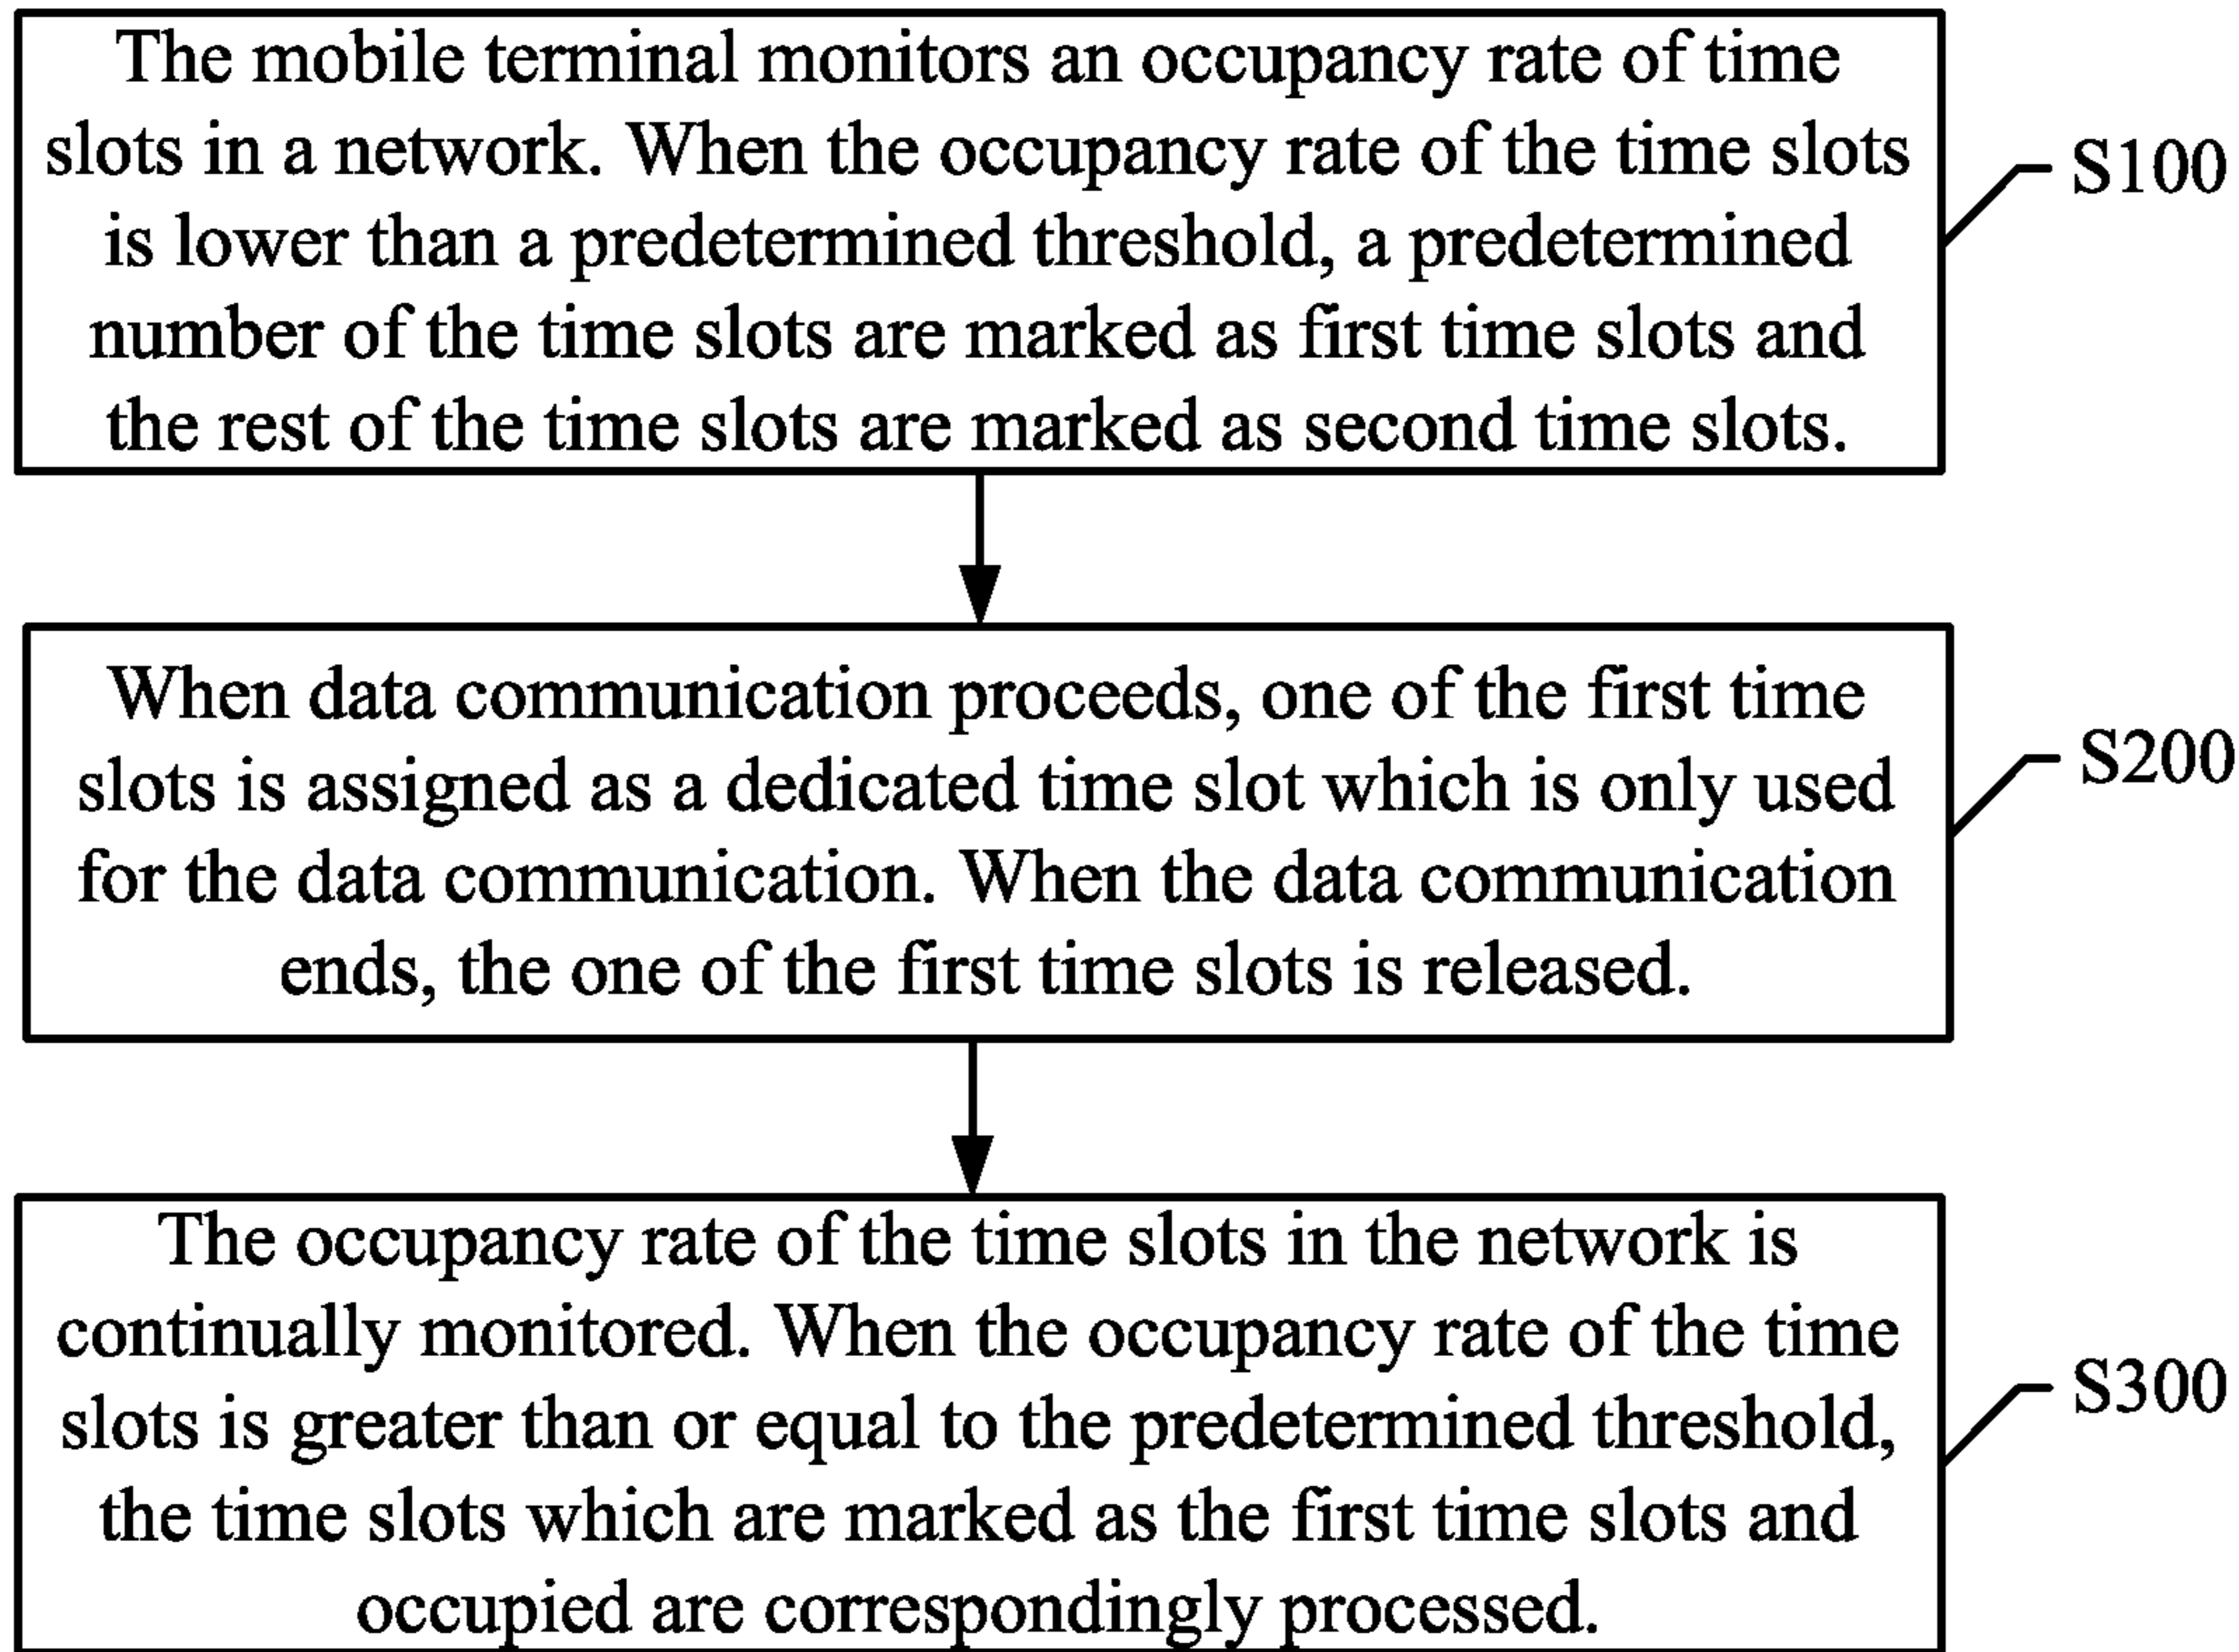 The mobile terminal monitors an occupancy rate of time
slots in a network. When the occupancy rate of the time slots
is lower than a predetermined threshold, a predetermined
number of the time slots are marked as first time slots and
the rest of the time slots are marked as second time slots.
S100
When data communication proceeds, one of the first time
slots is assigned as a dedicated time slot which is only used
for the data communication. When the data communication
ends, the one of the first time slots is released.
S200
The occupancy rate of the time slots in the network is
continually monitored. When the occupancy rate of the time
slots is greater than or equal to the predetermined threshold,
the time slots which are marked as the first time slots and
occupied are correspondingly processed.
S300